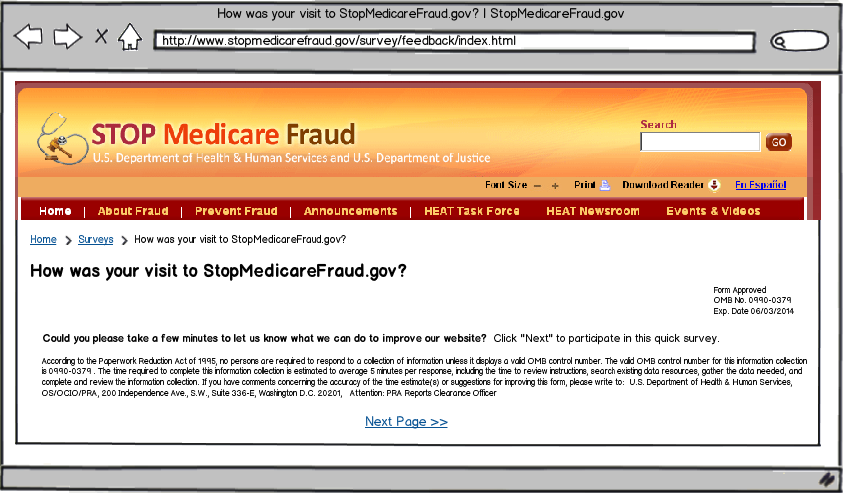 How was your visit to StopMedicareFraud.gov? | StopMedicareFraud.gov
http://www.stopmedicarefraud.gov/survey/feedback/index.html
STOP Medicare Fraud
U.S. Department of Health & Human Services and U.S. Department of Justice
Search
GO
Font Size − + Print Download Reader En Español
Home | About Fraud | Prevent Fraud | Announcements | HEAT Task Force HEAT Newsroom Events & Videos
Home > Surveys > How was your visit to StopMedicareFraud.gov?
How was your visit to StopMedicareFraud.gov?
Form Approved
OMB No. 0990-0379
Exp. Date 06/03/2014
Could you please take a few minutes to let us know what we can do to improve our website? Click "Next" to participate in this quick survey.
According to the Paperwork Reduction Act of 1995, no persons are required to respond to a collection of information unless it displays a valid OMB control number. The valid OMB control number for this information collection
is 0990-0379 . The time required to complete this information collection is estimated to average 5 minutes per response, including the time to review instructions, search existing data resources, gather the data needed, and
complete and review the information collection. If you have comments concerning the accuracy of the time estimate(s) or suggestions for improving this form, please write to: U.S. Department of Health & Human Services,
OS/OCIO/PRA, 200 Independence Ave., S.W., Suite 336-E, Washington D.C. 20201, Attention: PRA Reports Clearance Officer
Next Page >>